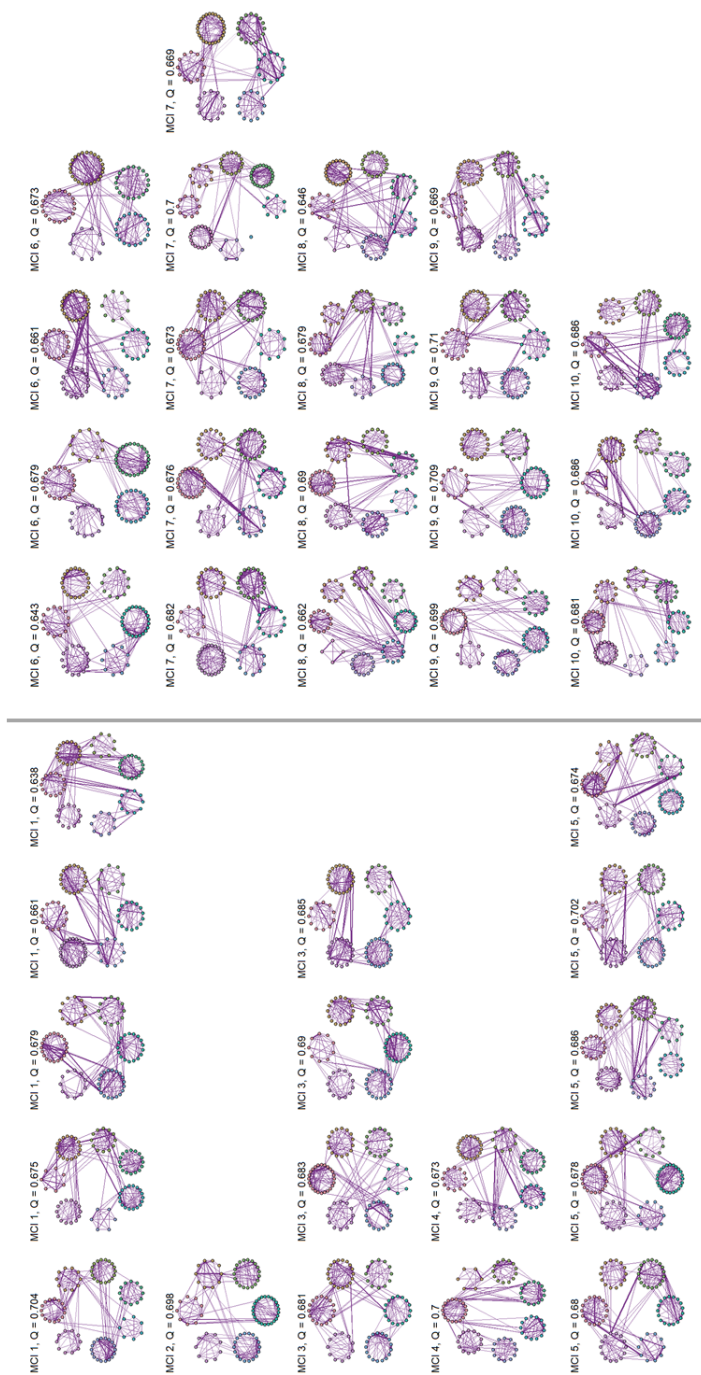 MCI 1, Q = 0.704
MCI 1, Q = 0.675
MCI 1, Q = 0.679
MCI 1, Q = 0.661
MCI 1, Q = 0.638
MCI 2, Q = 0.698
MCI 3, Q = 0.681
MCI 3, Q = 0.683
MCI 3, Q = 0.69
MCI 3, Q = 0.685
MCI 4, Q = 0.7
MCI 4, Q = 0.673
MCI 5, Q = 0.68
MCI 5, Q = 0.678
MCI 5, Q = 0.686
MCI 5, Q = 0.702
MCI 5, Q = 0.674
MCI 6, Q = 0.643
MCI 6, Q = 0.679
MCI 6, Q = 0.661
MCI 6, Q = 0.673
MCI 7, Q = 0.682
MCI 7, Q = 0.676
MCI 7, Q = 0.673
MCI 7, Q = 0.7
MCI 7, Q = 0.669
MCI 8, Q = 0.662
MCI 8, Q = 0.69
MCI 8, Q = 0.679
MCI 8, Q = 0.646
MCI 9, Q = 0.699
MCI 9, Q = 0.709
MCI 9, Q = 0.71
MCI 9, Q = 0.669
MCI 10, Q = 0.681
MCI 10, Q = 0.686
MCI 10, Q = 0.686